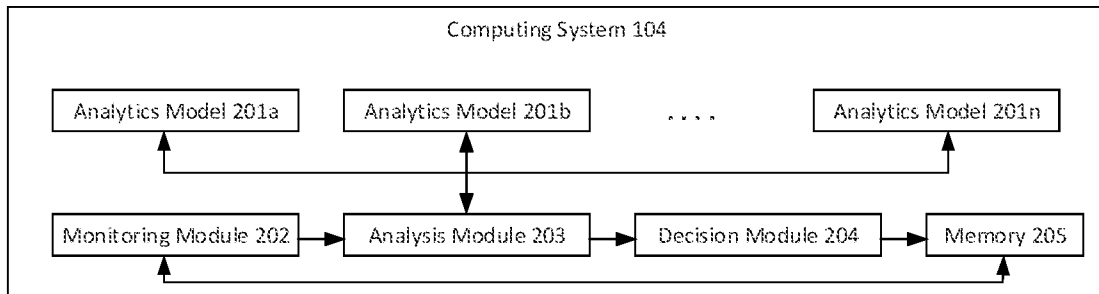 Computing System 104
Analytics Model 201a
Analytics Model 201b
....
Analytics Model 201n
Monitoring Module 202
Analysis Module 203
Decision Module 204
Memory 205